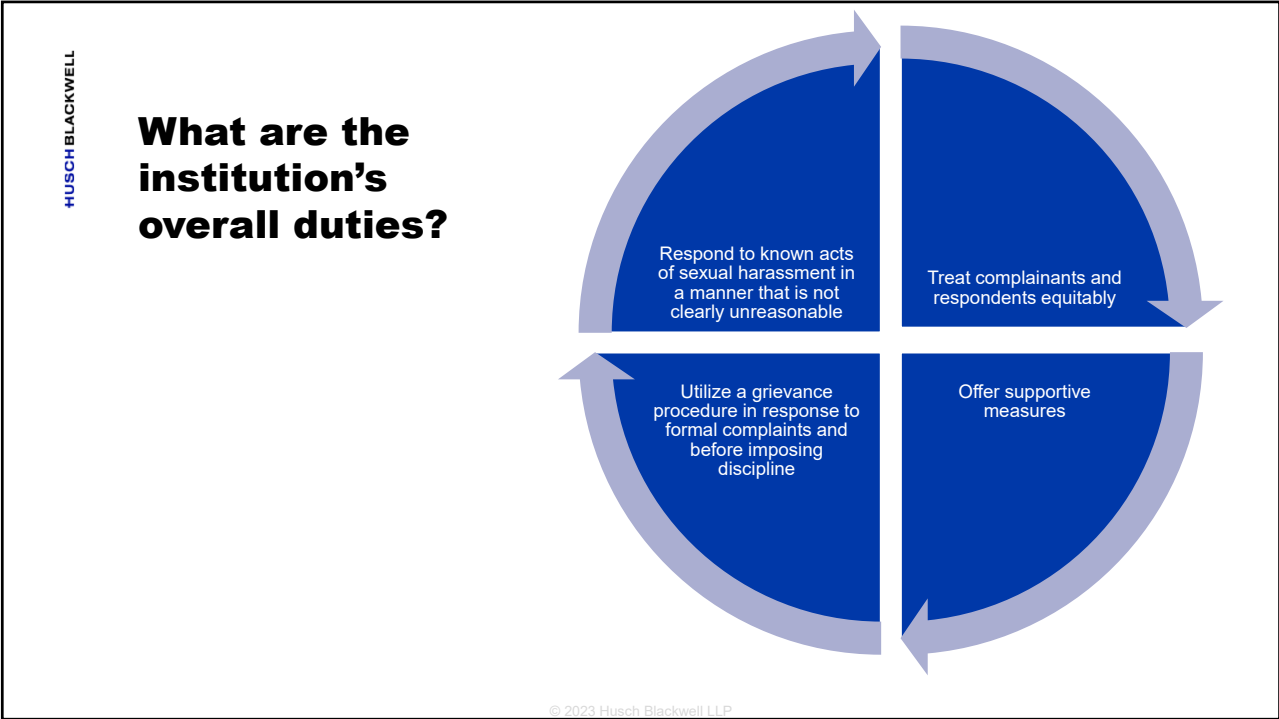 HUSCH BLACKWELL
What are the
institution’s
overall duties?
Respond to known acts
of sexual harassment in
a manner that is not
clearly unreasonable
Treat complainants and
respondents equitably
Utilize a grievance
procedure in response to
formal complaints and
before imposing
discipline
Offer supportive
measures
© 2023 Husch Blackwell LLP